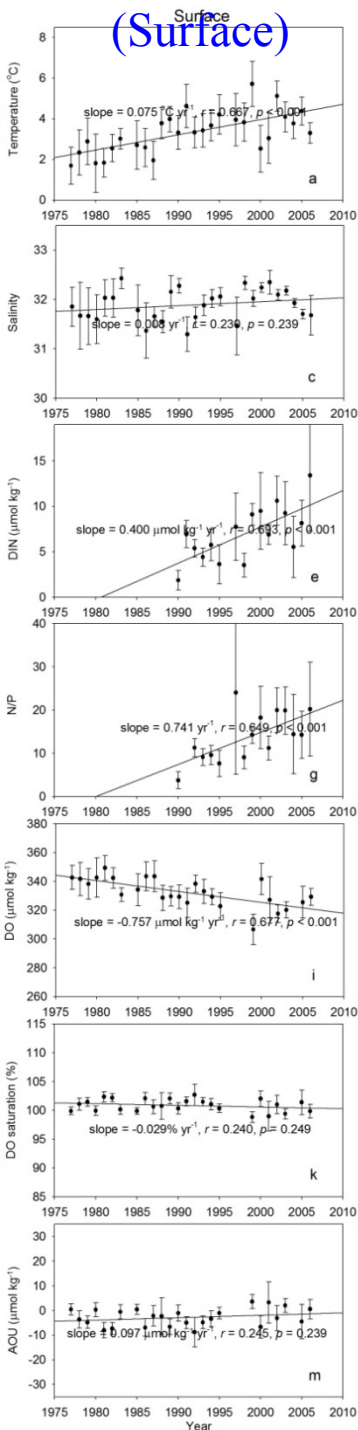 Surface
(Surface)
Temperature (°C)
8
6
4
2
0
slope = 0.075 °C yr⁻¹, r = 0.667, p < 0.001
a
1975 1980 1985 1990 1995 2000 2005 2010
Salinity
33
32
31
30
slope = 0.008 yr⁻¹, r = 0.230, p = 0.239
c
1975 1980 1985 1990 1995 2000 2005 2010
DIN (μmol kg⁻¹)
15
10
5
0
slope = 0.400 μmol kg⁻¹ yr⁻¹, r = 0.693, p < 0.001
e
1975 1980 1985 1990 1995 2000 2005 2010
N/P
40
30
20
10
0
slope = 0.741 yr⁻¹, r = 0.649, p < 0.001
g
1975 1980 1985 1990 1995 2000 2005 2010
DO (μmol kg⁻¹)
380
360
340
320
300
280
260
slope = -0.757 μmol kg⁻¹ yr⁻¹, r = 0.677, p < 0.001
i
1975 1980 1985 1990 1995 2000 2005 2010
DO saturation (%)
115
110
105
100
95
90
85
slope = -0.029% yr⁻¹, r = 0.240, p = 0.249
k
1975 1980 1985 1990 1995 2000 2005 2010
AOU (μmol kg⁻¹)
30
20
10
0
-10
-20
-30
slope = 0.097 μmol kg⁻¹ yr⁻¹, r = 0.245, p = 0.239
m
1975 1980 1985 1990 1995 2000 2005 2010
Year